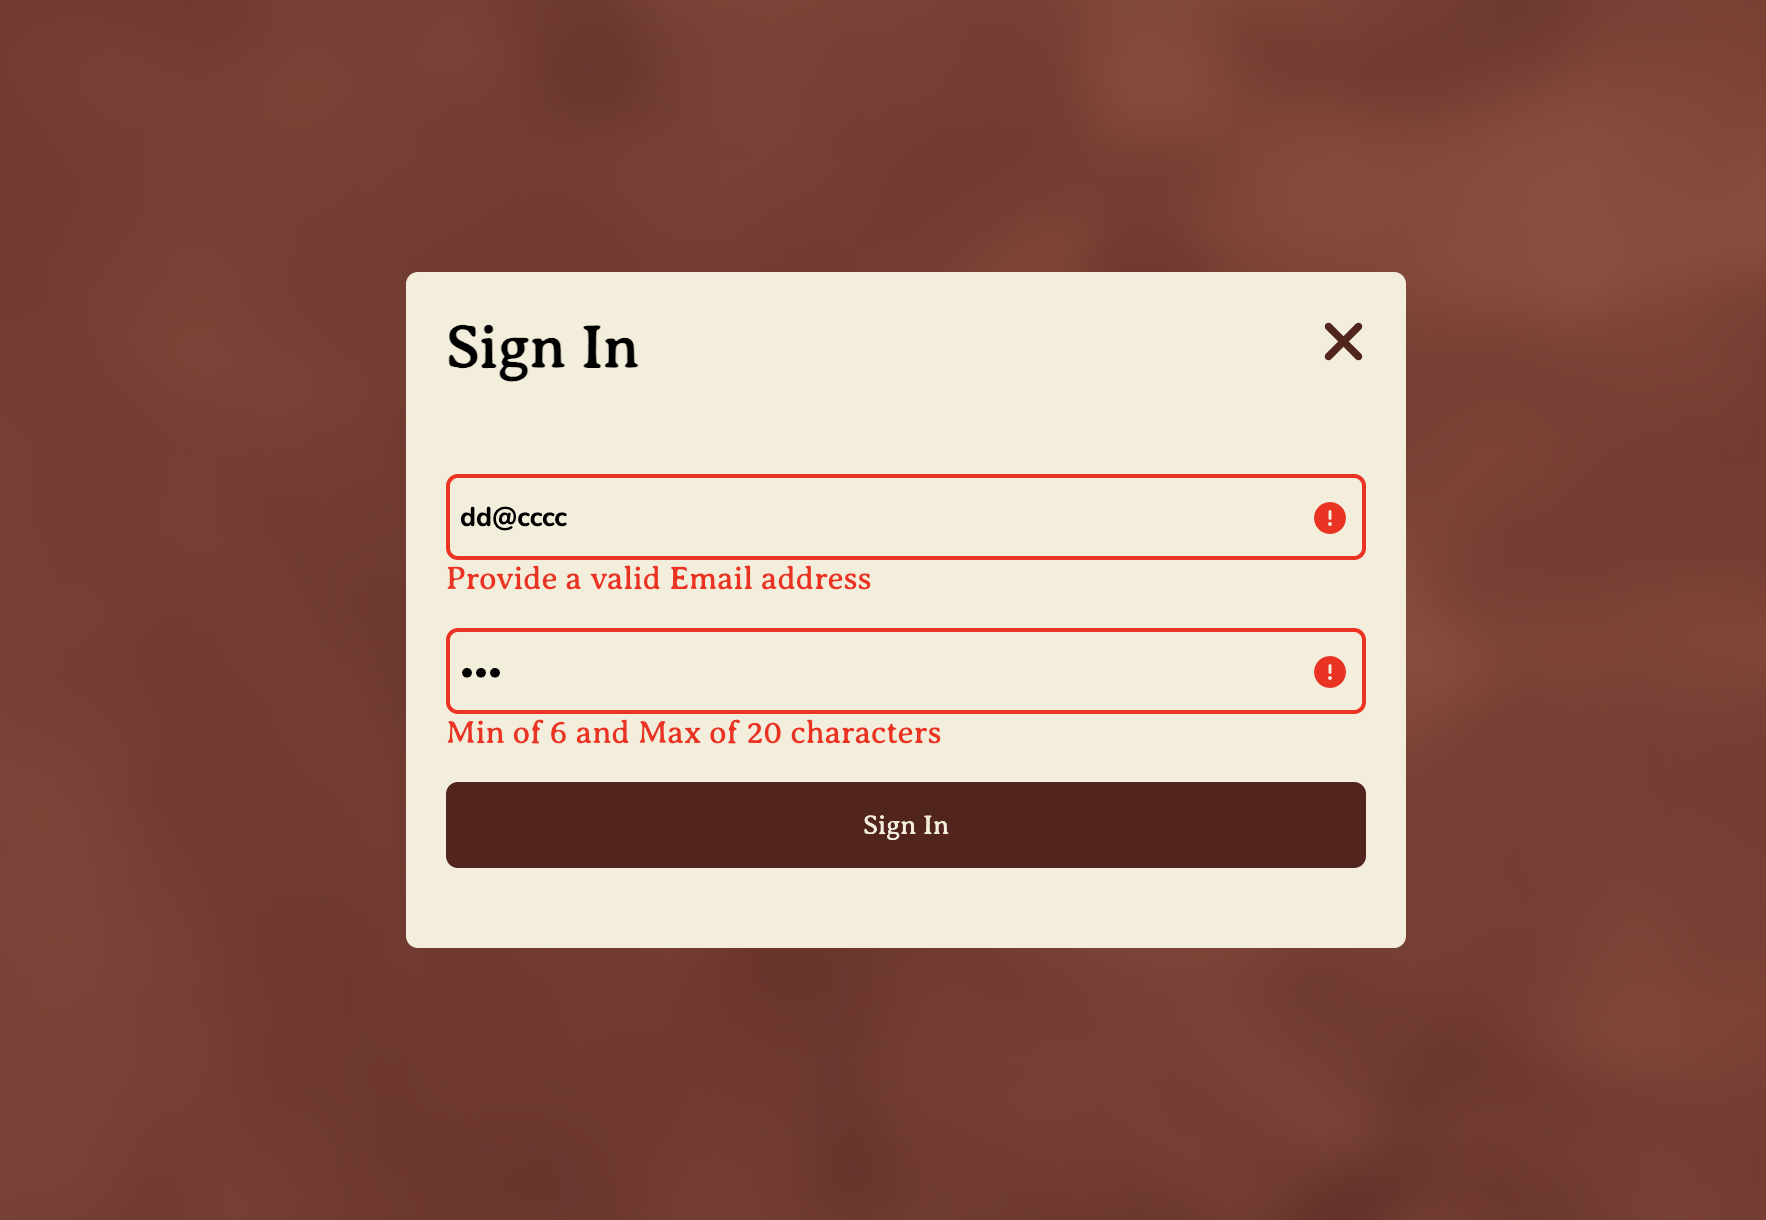 Sign In
dd@cccc
Provide a valid Email address
•••
Min of 6 and Max of 20 characters
Sign In